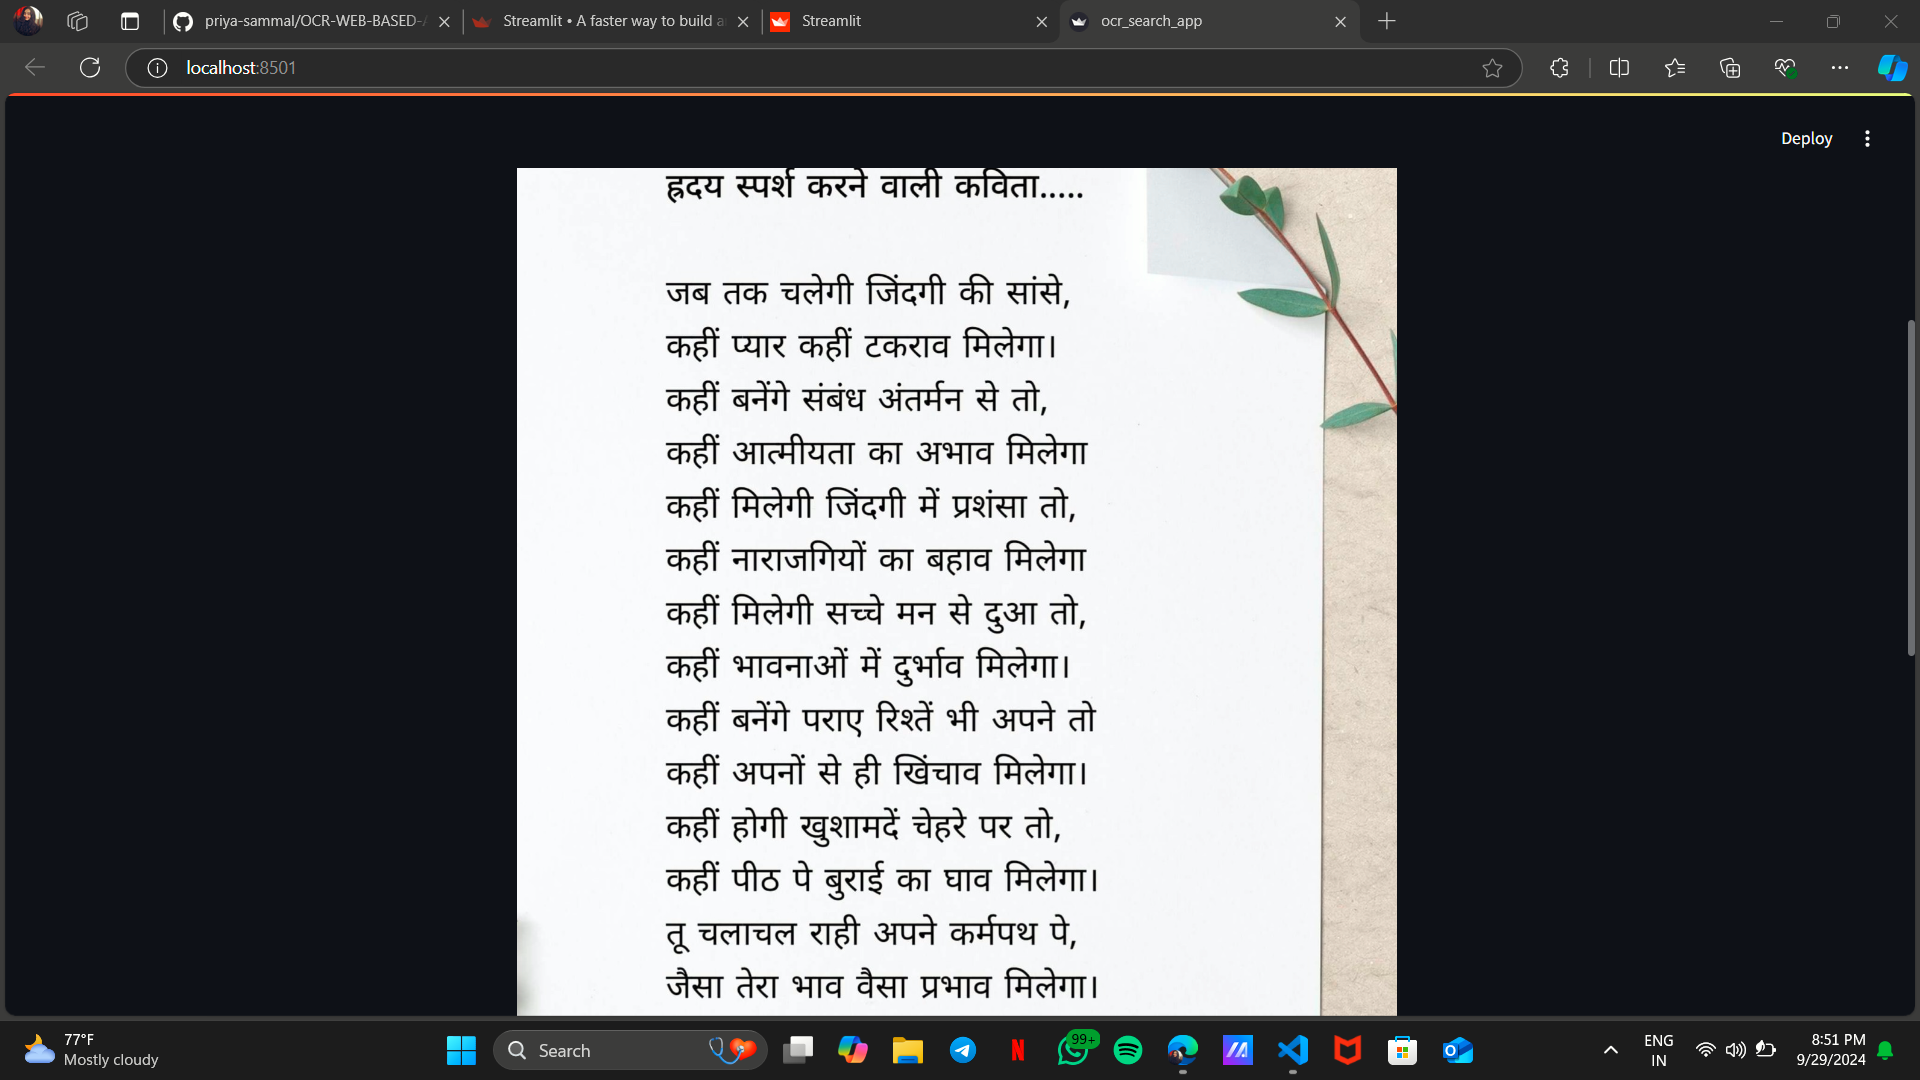 priya-sammal/OCR-WEB-BASED-
Streamlit • A faster way to build a
Streamlit
ocr_search_app
localhost:8501
Deploy
ह्रदय स्पर्श करने वाली कविता.....
जब तक चलेगी जिंदगी की सांसे,
कहीं प्यार कहीं टकराव मिलेगा।
कहीं बनेंगे संबंध अंतर्मन से तो,
कहीं आत्मीयता का अभाव मिलेगा
कहीं मिलेगी जिंदगी में प्रशंसा तो,
कहीं नाराजगियों का बहाव मिलेगा
कहीं मिलेगी सच्चे मन से दुआ तो,
कहीं भावनाओं में दुर्भाव मिलेगा।
कहीं बनेंगे पराए रिश्तें भी अपने तो
कहीं अपनों से ही खिंचाव मिलेगा।
कहीं होगी खुशामदें चेहरे पर तो,
कहीं पीठ पे बुराई का घाव मिलेगा।
तू चलाचल राही अपने कर्मपथ पे,
जैसा तेरा भाव वैसा प्रभाव मिलेगा।
77°F
Mostly cloudy
Search
99+
ENG
IN
8:51 PM
9/29/2024